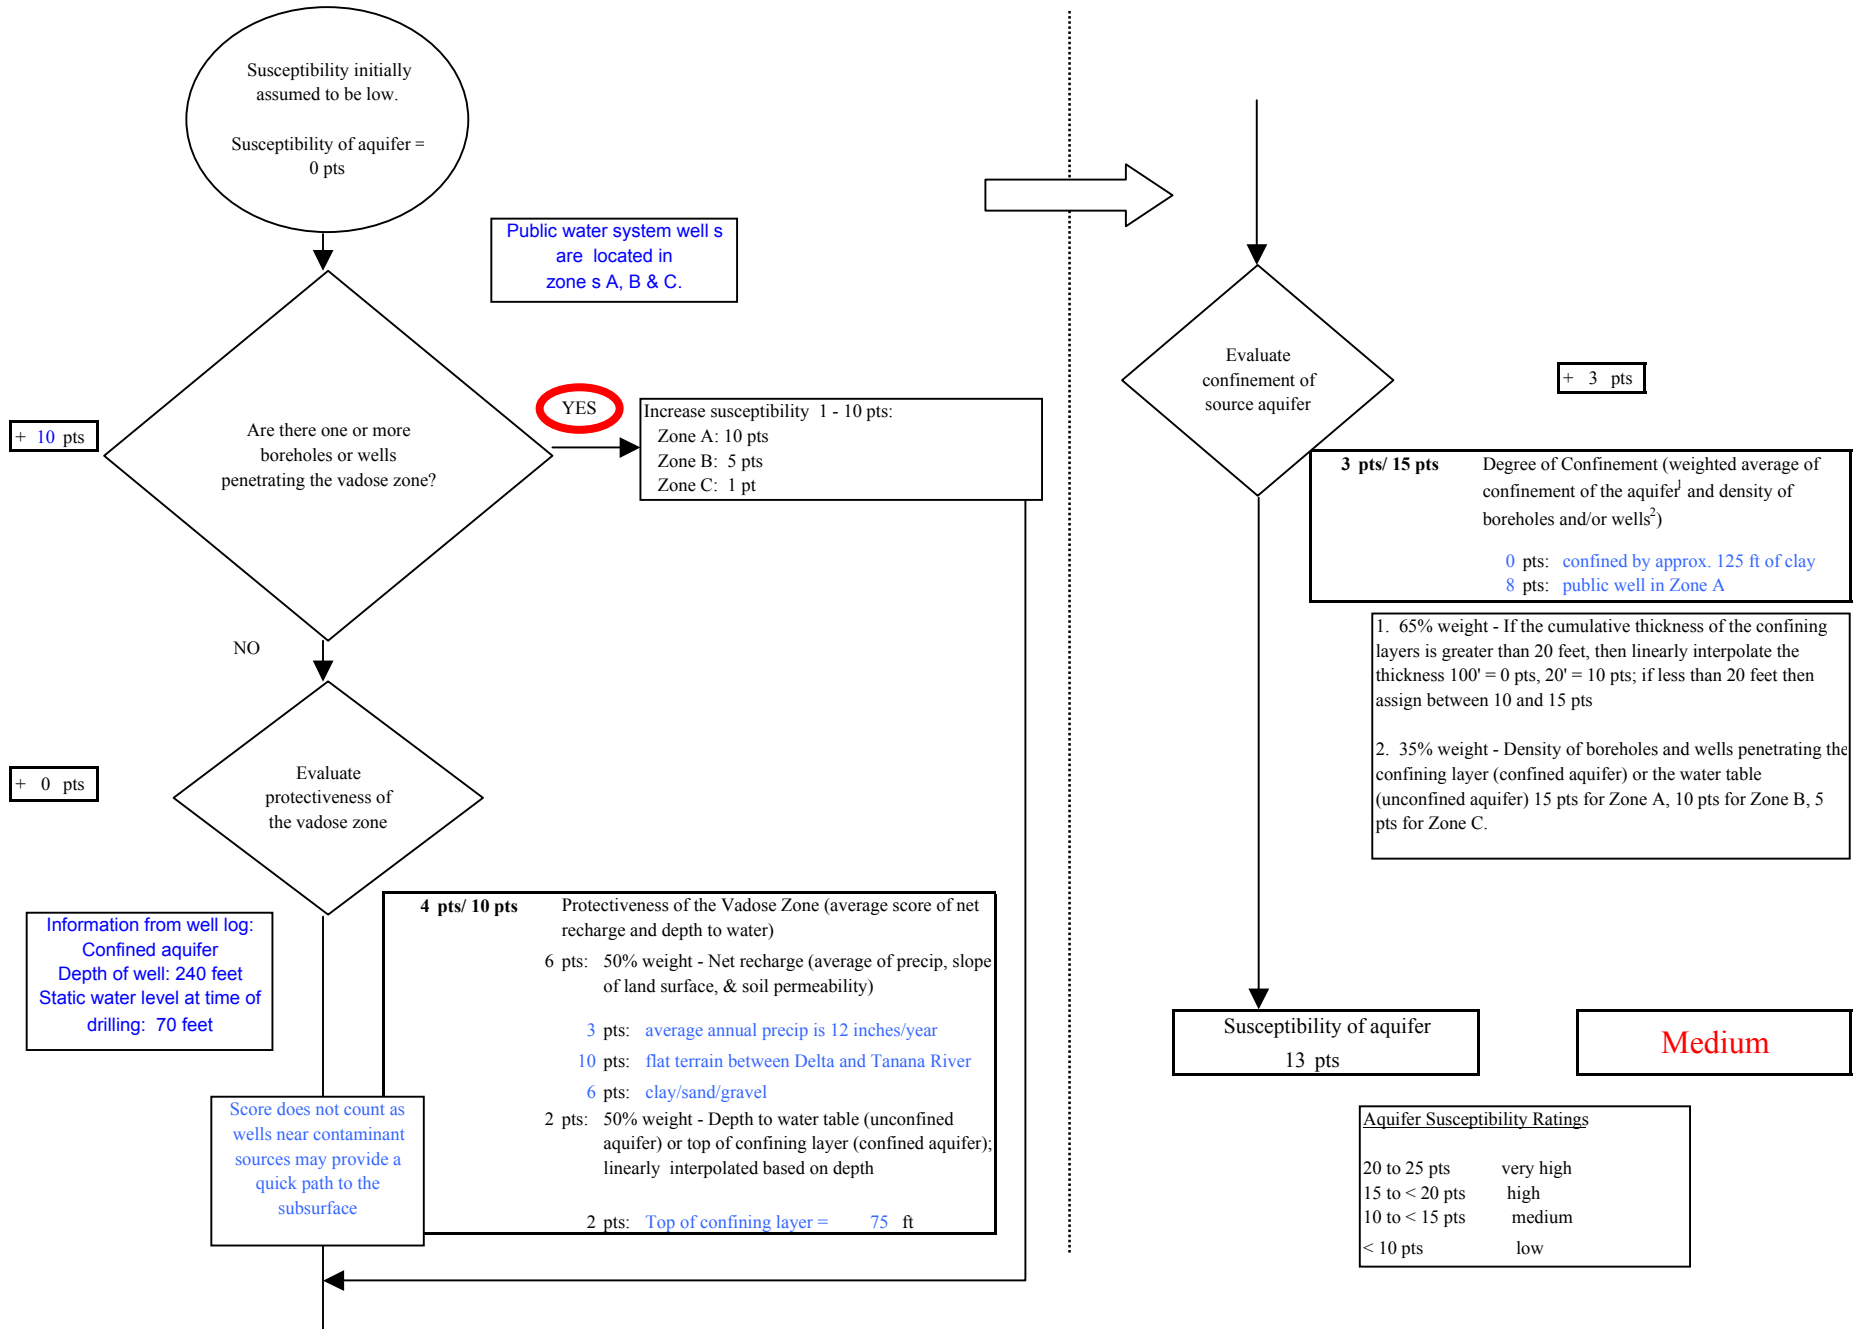 Susceptibility initially
assumed to be low.
Susceptibility of aquifer =
0 pts
Public water system well s
are located in
zone s A, B & C.
+ 10 pts
Are there one or more
boreholes or wells
penetrating the vadose zone?
YES
Increase susceptibility 1 - 10 pts:
Zone A: 10 pts
Zone B: 5 pts
Zone C: 1 pt
NO
+ 0 pts
Evaluate
protectiveness of
the vadose zone
Information from well log:
Confined aquifer
Depth of well: 240 feet
Static water level at time of
drilling: 70 feet
4 pts/ 10 pts Protectiveness of the Vadose Zone (average score of net
recharge and depth to water)
6 pts: 50% weight - Net recharge (average of precip, slope
of land surface, & soil permeability)
3 pts: average annual precip is 12 inches/year
10 pts: flat terrain between Delta and Tanana River
6 pts: clay/sand/gravel
2 pts: 50% weight - Depth to water table (unconfined
aquifer) or top of confining layer (confined aquifer);
linearly interpolated based on depth
2 pts: Top of confining layer = 75 ft
Score does not count as
wells near contaminant
sources may provide a
quick path to the
subsurface
Evaluate
confinement of
source aquifer
+ 3 pts
3 pts/ 15 pts Degree of Confinement (weighted average of
confinement of the aquifer1 and density of
boreholes and/or wells2)
0 pts: confined by approx. 125 ft of clay
8 pts: public well in Zone A
1. 65% weight - If the cumulative thickness of the confining
layers is greater than 20 feet, then linearly interpolate the
thickness 100' = 0 pts, 20' = 10 pts; if less than 20 feet then
assign between 10 and 15 pts
2. 35% weight - Density of boreholes and wells penetrating the
confining layer (confined aquifer) or the water table
(unconfined aquifer) 15 pts for Zone A, 10 pts for Zone B, 5
pts for Zone C.
Susceptibility of aquifer
13 pts
Medium
Aquifer Susceptibility Ratings
20 to 25 pts very high
15 to < 20 pts high
10 to < 15 pts medium
< 10 pts low